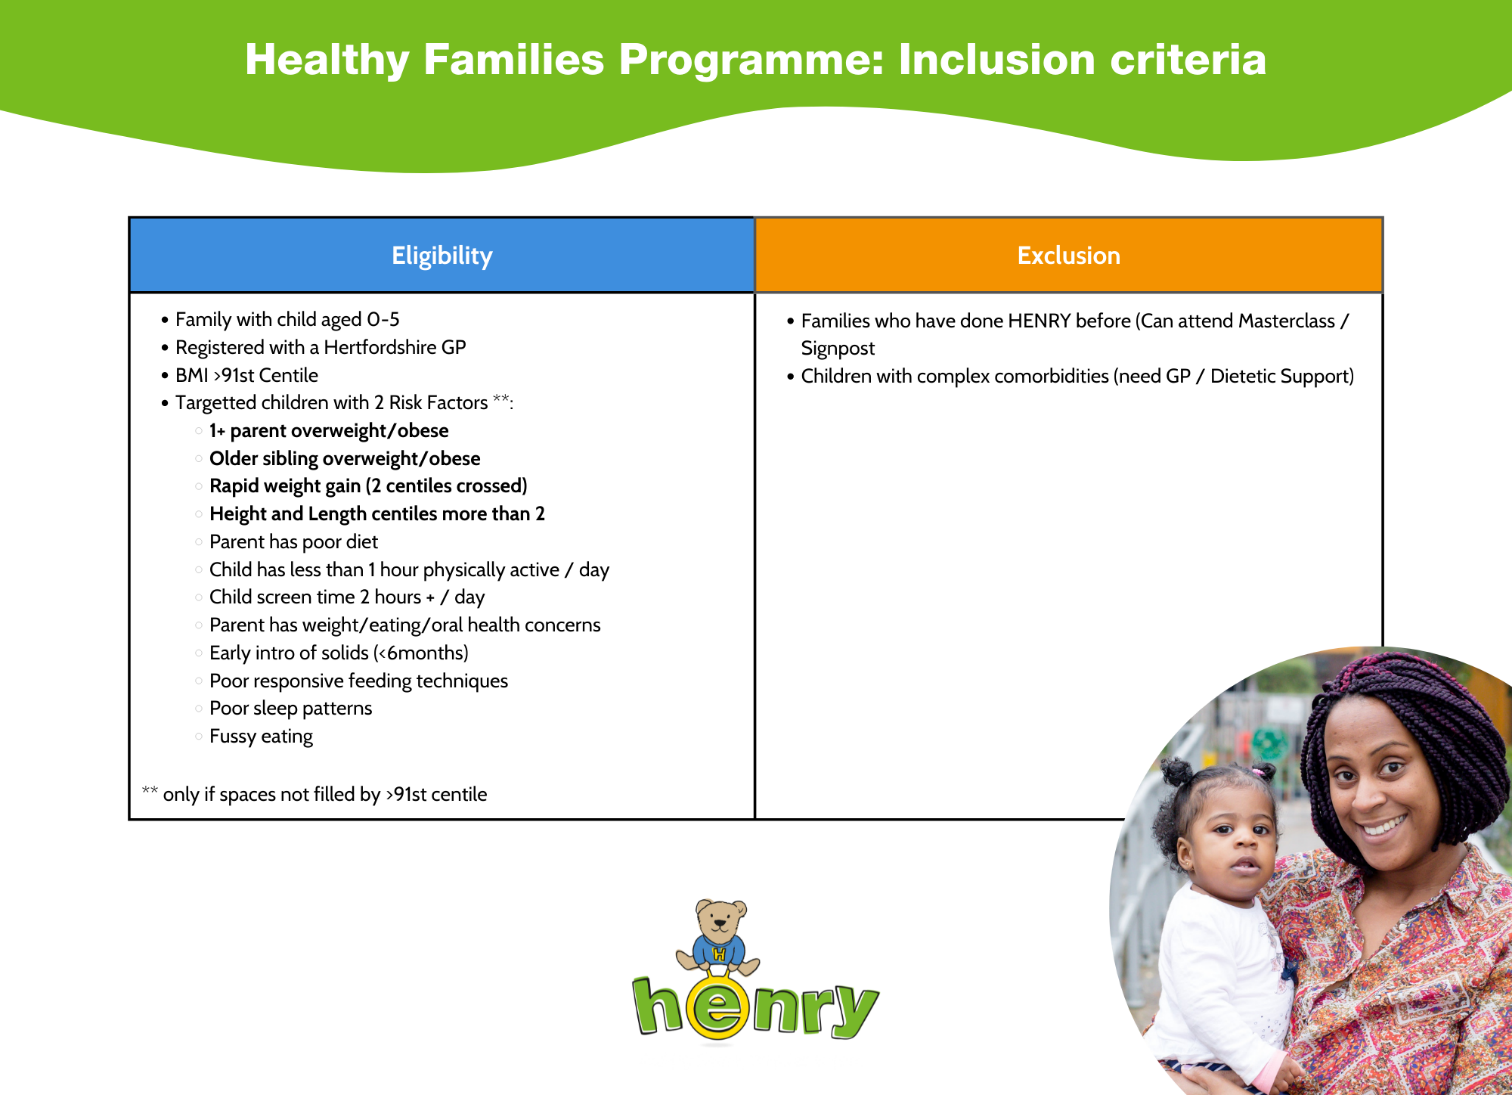 Healthy Families Programme: Inclusion criteria
Eligibility
• Family with child aged 0-5
• Registered with a Hertfordshire GP
• BMI >91st Centile
• Targetted children with 2 Risk Factors **:
◦ 1+ parent overweight/obese
◦ Older sibling overweight/obese
◦ Rapid weight gain (2 centiles crossed)
◦ Height and Length centiles more than 2
◦ Parent has poor diet
◦ Child has less than 1 hour physically active / day
◦ Child screen time 2 hours + / day
◦ Parent has weight/eating/oral health concerns
◦ Early intro of solids (<6months)
◦ Poor responsive feeding techniques
◦ Poor sleep patterns
◦ Fussy eating
** only if spaces not filled by >91st centile
Exclusion
• Families who have done HENRY before (Can attend Masterclass /
Signpost
• Children with complex comorbidities (need GP / Dietetic Support)
H
henry